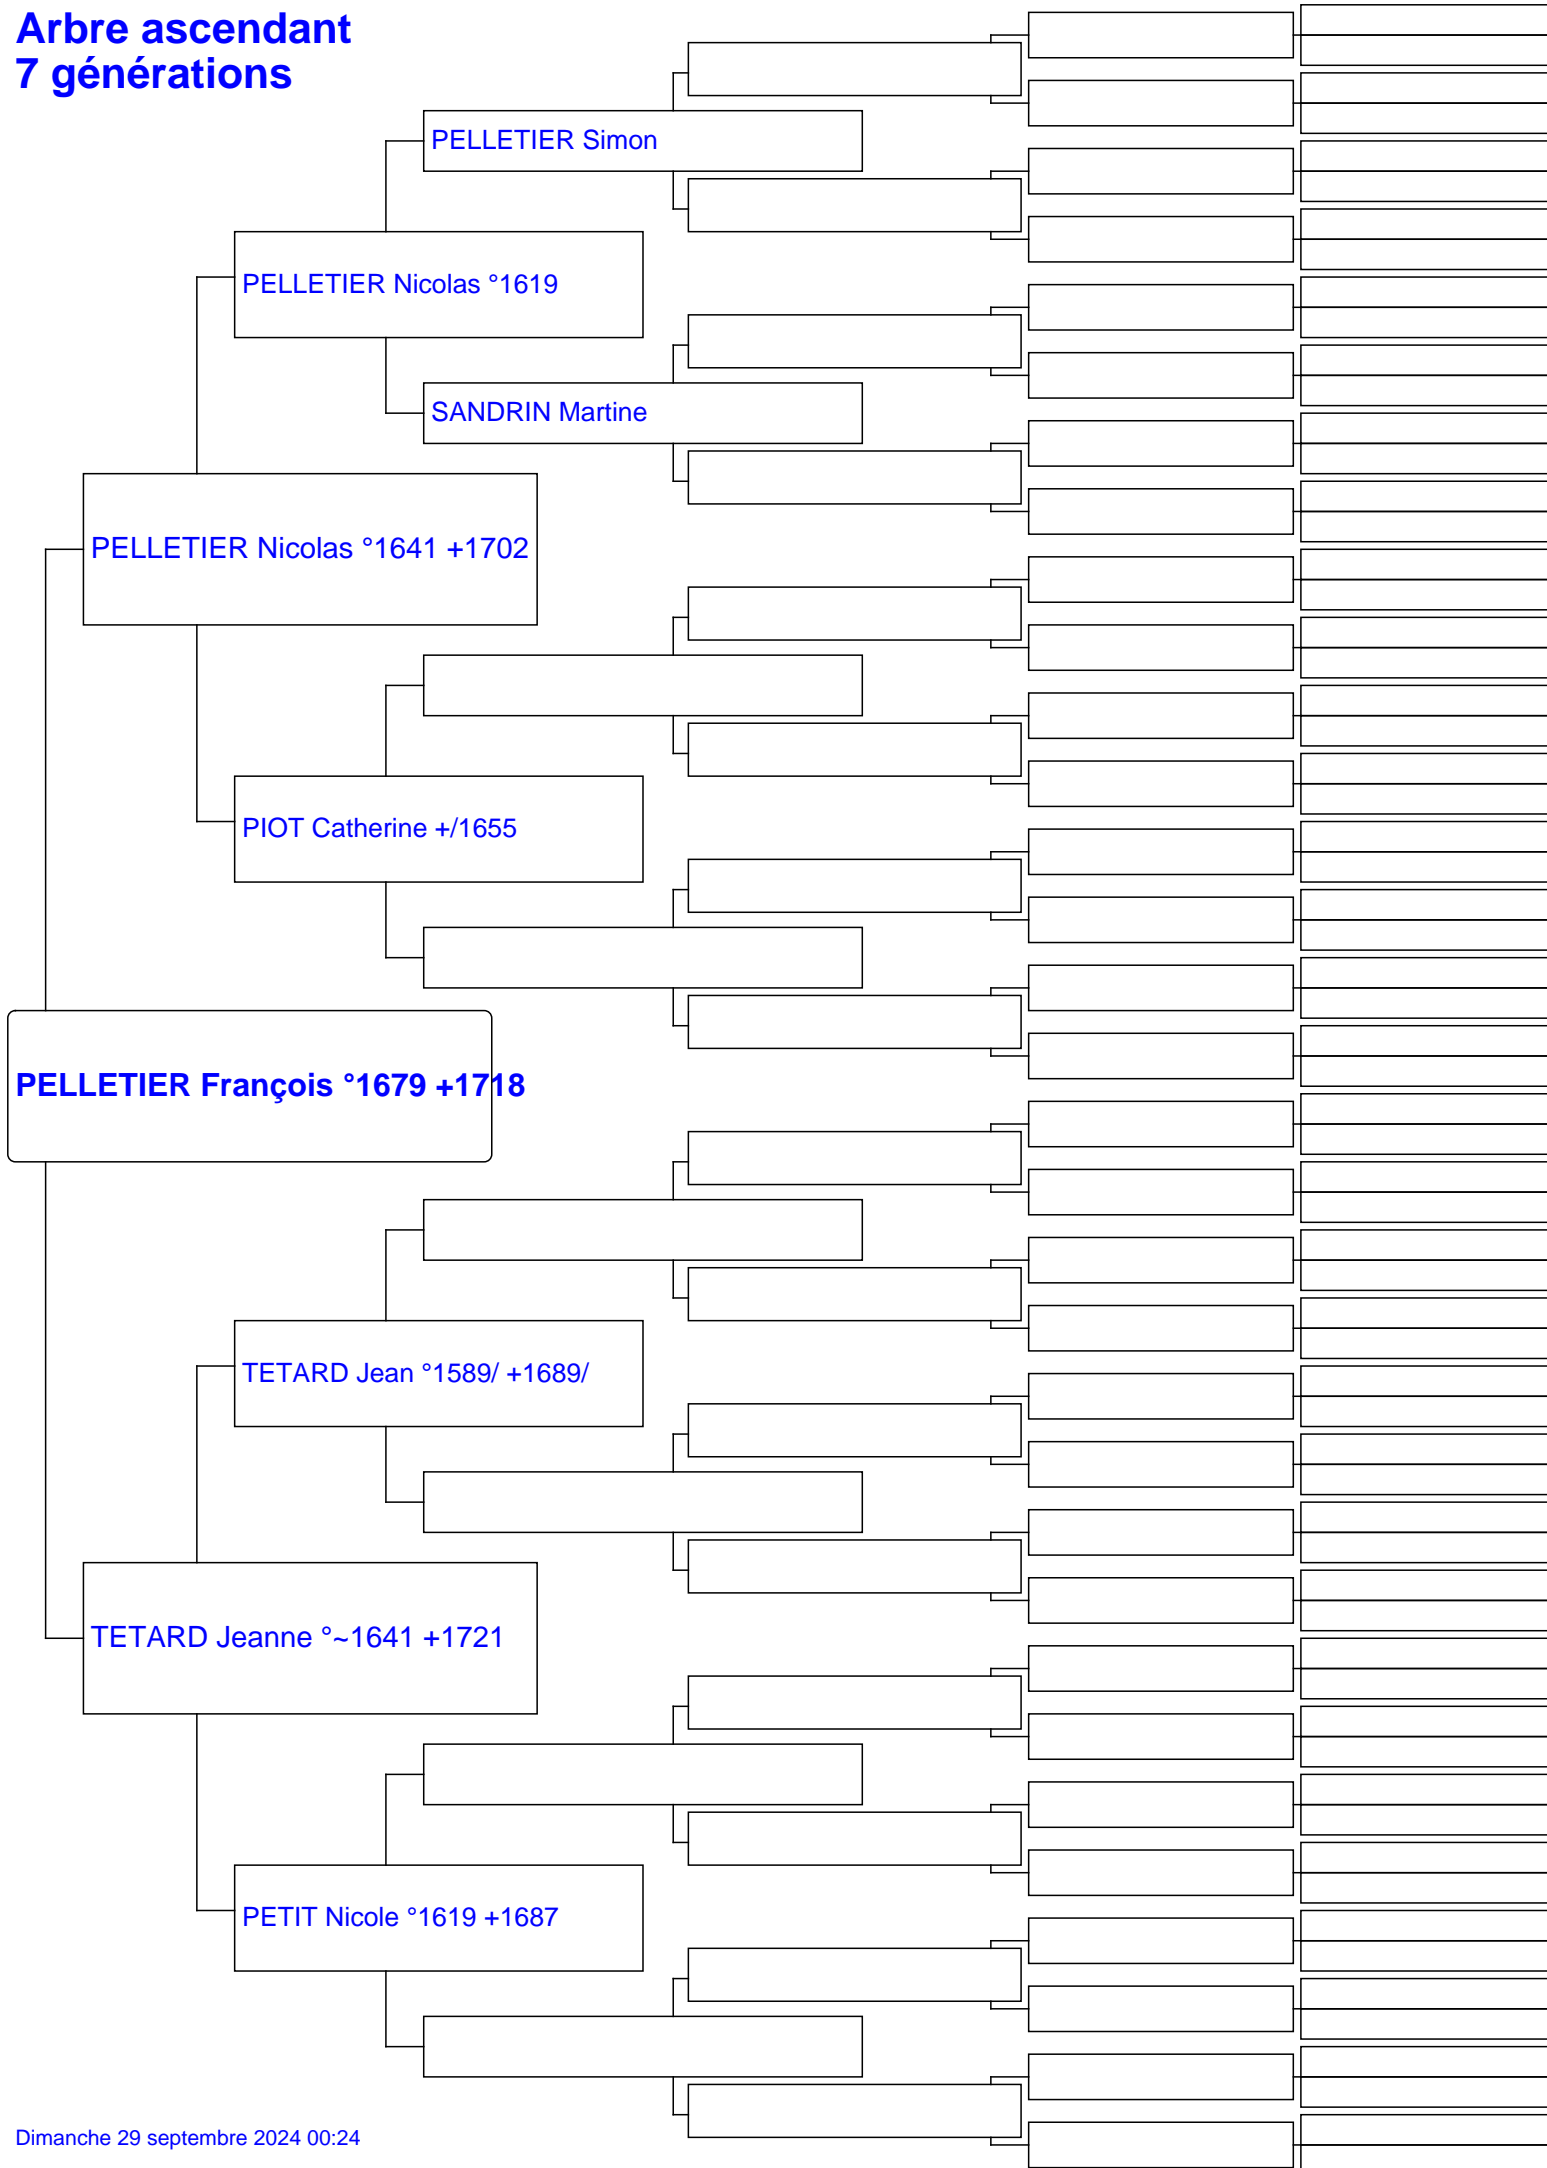 Arbre ascendant
7 générations
PELLETIER Simon
PELLETIER Nicolas °1619
SANDRIN Martine
PELLETIER Nicolas °1641 +1702
PIOT Catherine +/1655
PELLETIER François °1679 +1718
TETARD Jean °1589/ +1689/
TETARD Jeanne °~1641 +1721
PETIT Nicole °1619 +1687
Dimanche 29 septembre 2024 00:24